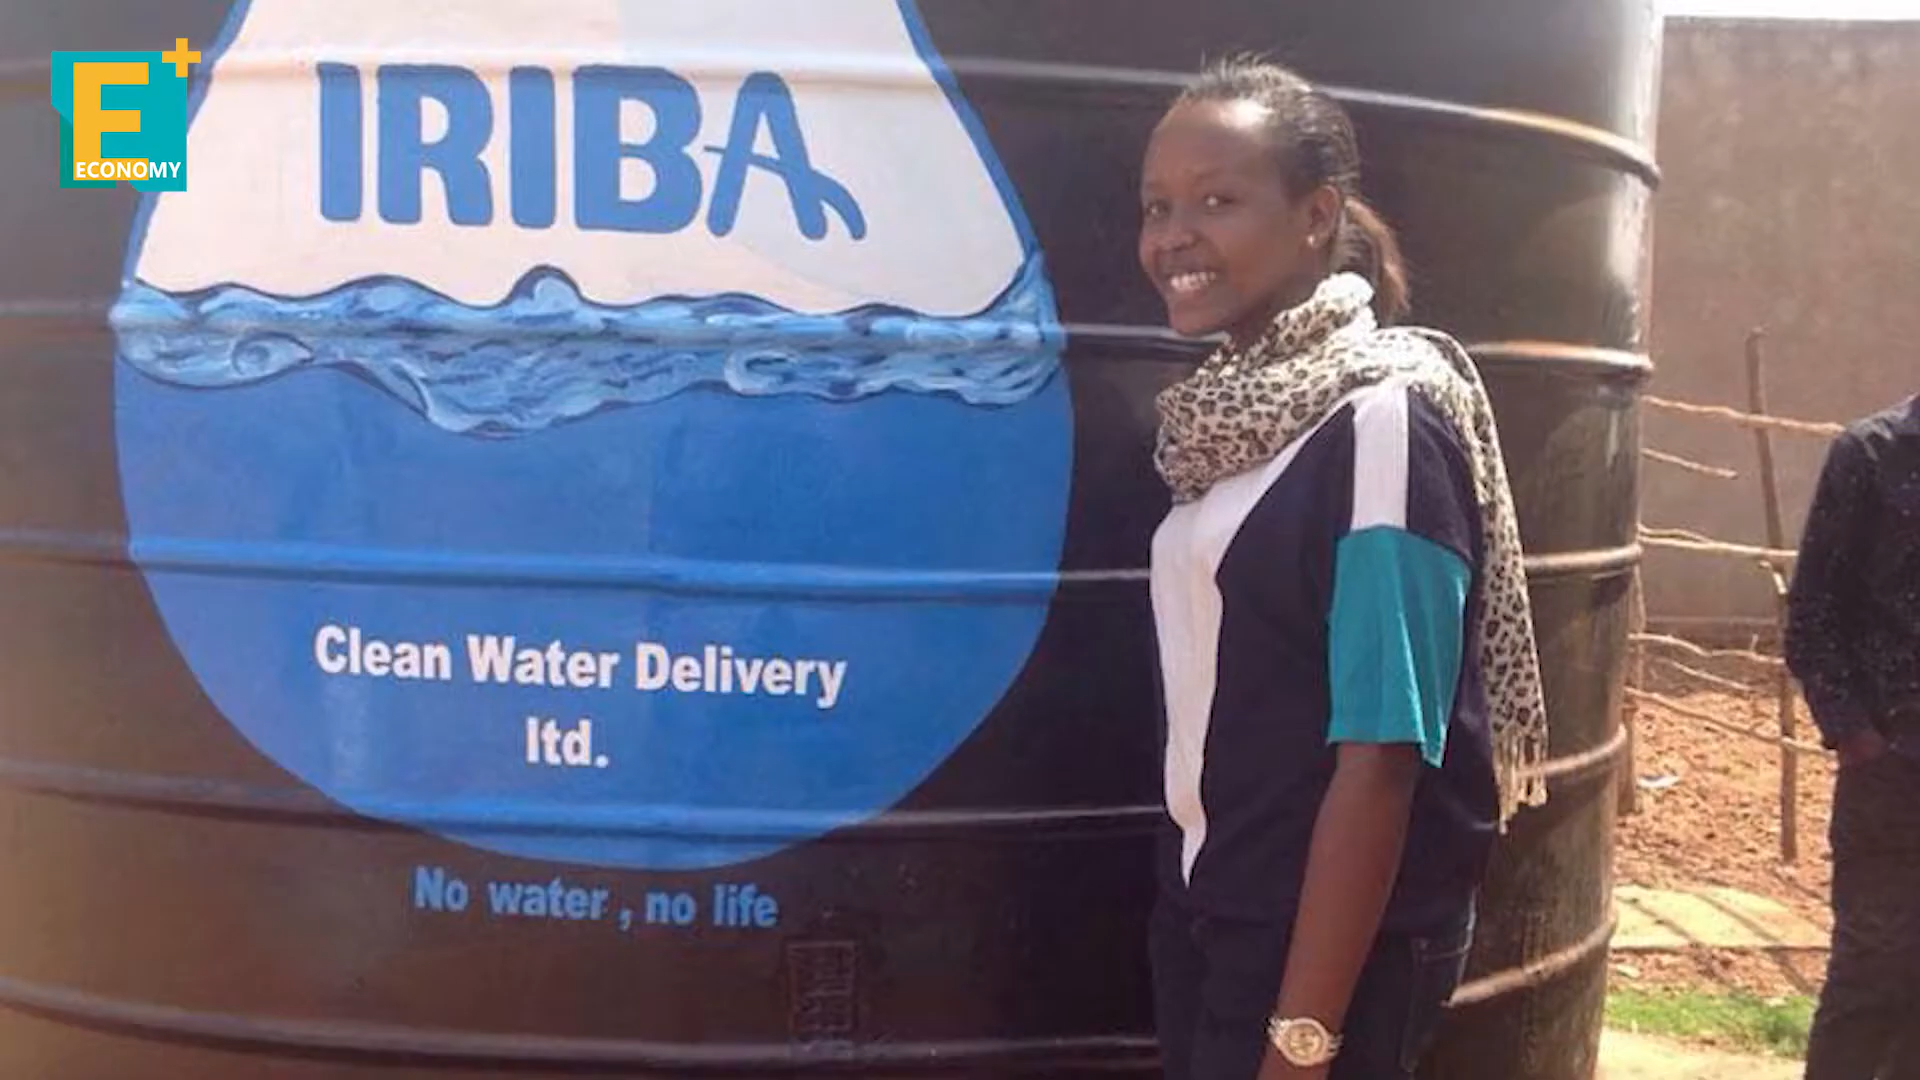 E+
ECONOMY
IRIBA
Clean Water Delivery
ltd.
No water, no life